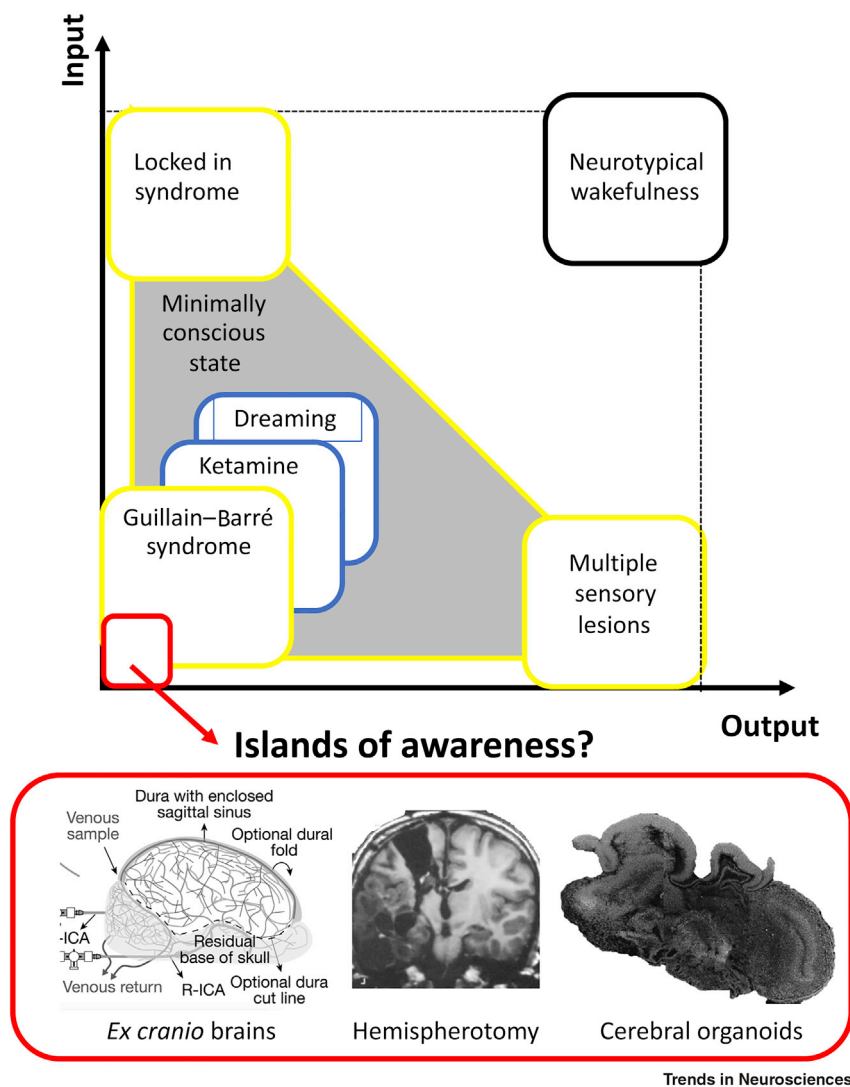 Input
Locked in
syndrome
Neurotypical
wakefulness
Minimally
conscious
state
Dreaming
Ketamine
Guillain–Barré
syndrome
Multiple
sensory
lesions
Output
Islands of awareness?
Dura with enclosed
sagittal sinus
Venous
sample
Optional dural
fold
-ICA
Residual
base of skull
Venous return
R-ICA
Optional dura
cut line
Ex cranio brains
Hemispherotomy
Cerebral organoids
Trends in Neurosciences